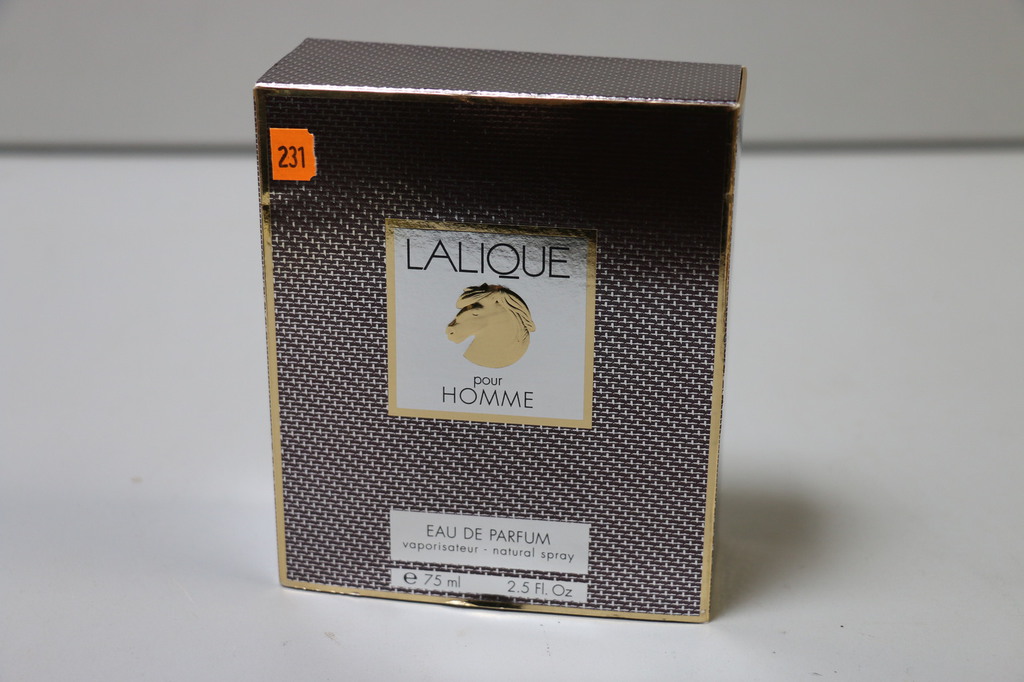 231
LALIQUE
pour
HOMME
EAU DE PARFUM
vaporisateur - natural spray
℮ 75 ml 2.5 Fl. Oz